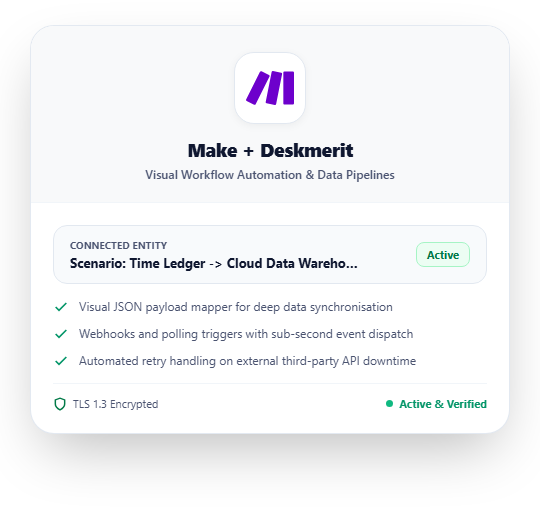 Make + Deskmerit
Visual Workflow Automation & Data Pipelines
CONNECTED ENTITY
Scenario: Time Ledger -> Cloud Data Wareho...
Active
Visual JSON payload mapper for deep data synchronisation
Webhooks and polling triggers with sub-second event dispatch
Automated retry handling on external third-party API downtime
TLS 1.3 Encrypted
Active & Verified